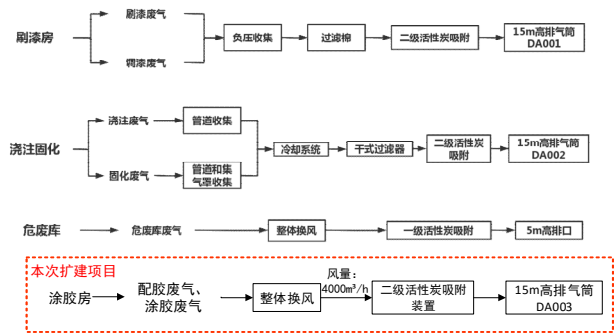 刷漆房
刷漆废气
调漆废气
负压收集
过滤棉
二级活性炭吸附
15m高排气筒
DA001
浇注固化
浇注废气
管道收集
固化废气
管道和集
气罩收集
冷却系统
干式过滤器
二级活性炭
吸附
15m高排气筒
DA002
危废库
危废库废气
整体换风
一级活性炭吸附
5m高排口
本次扩建项目
涂胶房
配胶废气、
涂胶废气
整体换风
风量：
4000m³/h
二级活性炭吸附
装置
15m高排气筒
DA003